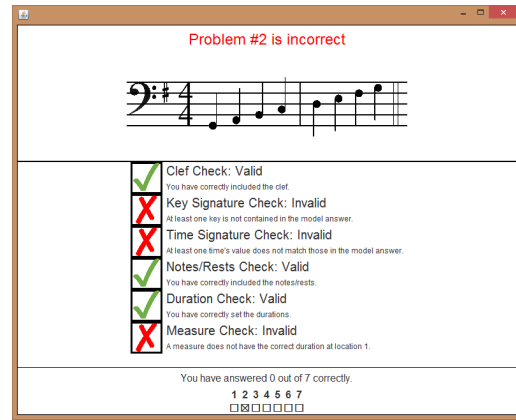 Problem #2 is incorrect
4
4
Clef Check: Valid
You have correctly included the clef.
Key Signature Check: Invalid
At least one key is not contained in the model answer.
Time Signature Check: Invalid
At least one time's value does not match those in the model answer.
Notes/Rests Check: Valid
You have correctly included the notes/rests.
Duration Check: Valid
You have correctly set the durations.
Measure Check: Invalid
A measure does not have the correct duration at location 1.
You have answered 0 out of 7 correctly.
1 2 3 4 5 6 7